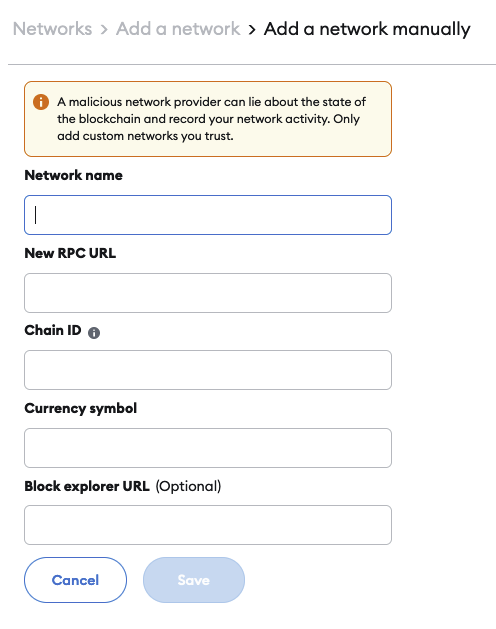 Networks > Add a network > Add a network manually
A malicious network provider can lie about the state of
the blockchain and record your network activity. Only
add custom networks you trust.
Network name
New RPC URL
Chain ID
Currency symbol
Block explorer URL (Optional)
Cancel Save